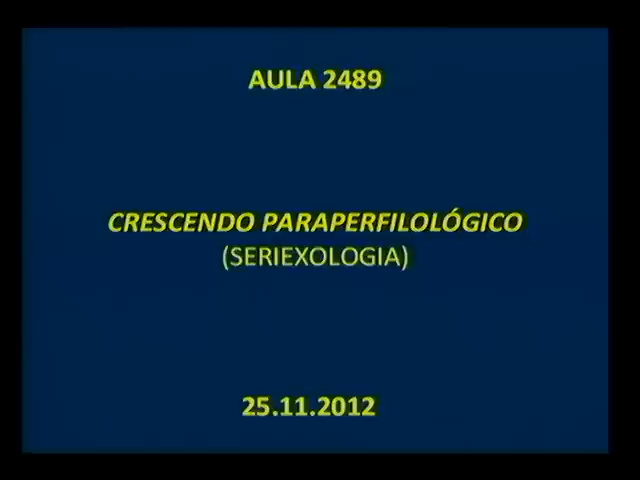 AULA 2489
CRESCENDO PARAPERFILOLÓGICO
(SERIEXOLOGIA)
25.11.2012